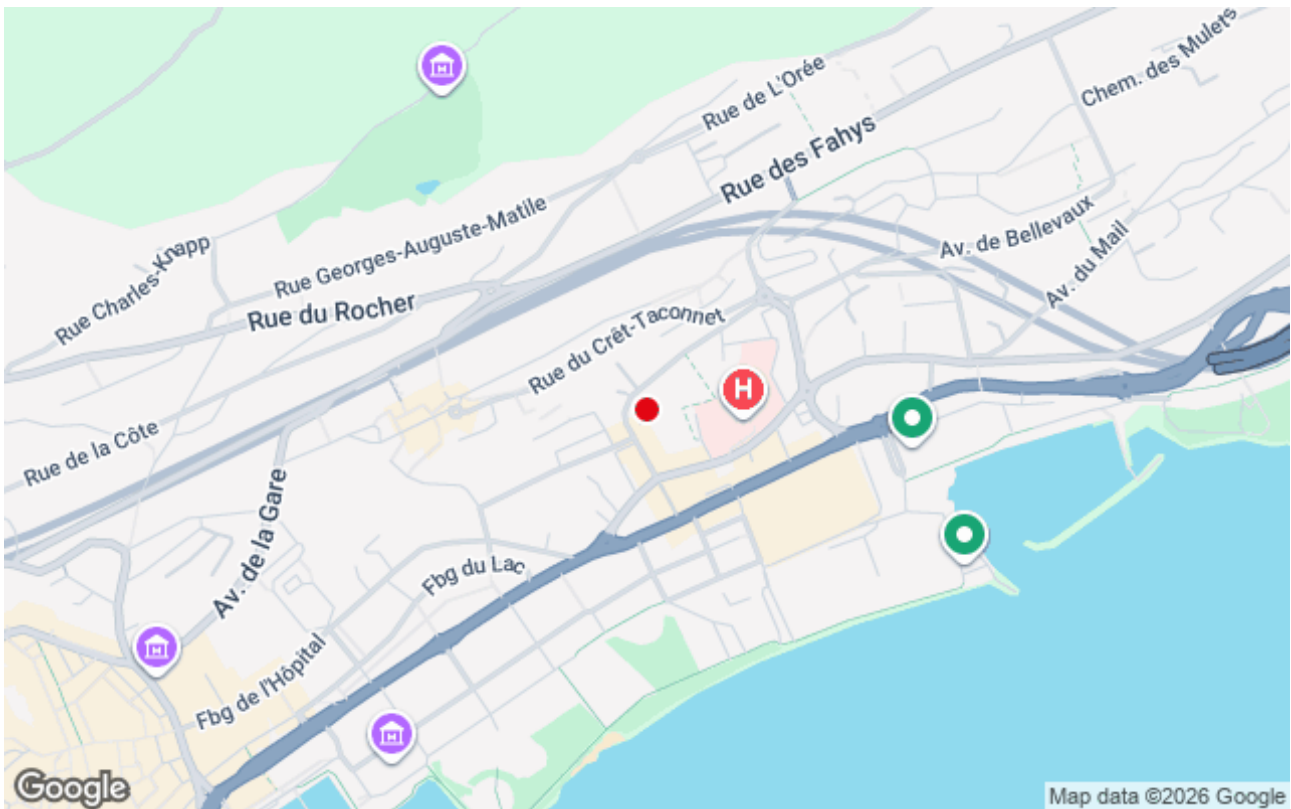 Rue de L'Orée
Chem. des Mulets
Rue des Fahys
Rue Georges-Auguste-Matile
Rue Charles-Knapp
Av. de Bellevaux
Av. du Mail
Rue du Rocher
Rue du Crêt-Taconnet
H
Rue de la Côte
Av. de la Gare
Fbg du Lac
Fbg de l'Hôpital
Google
Map data ©2026 Google